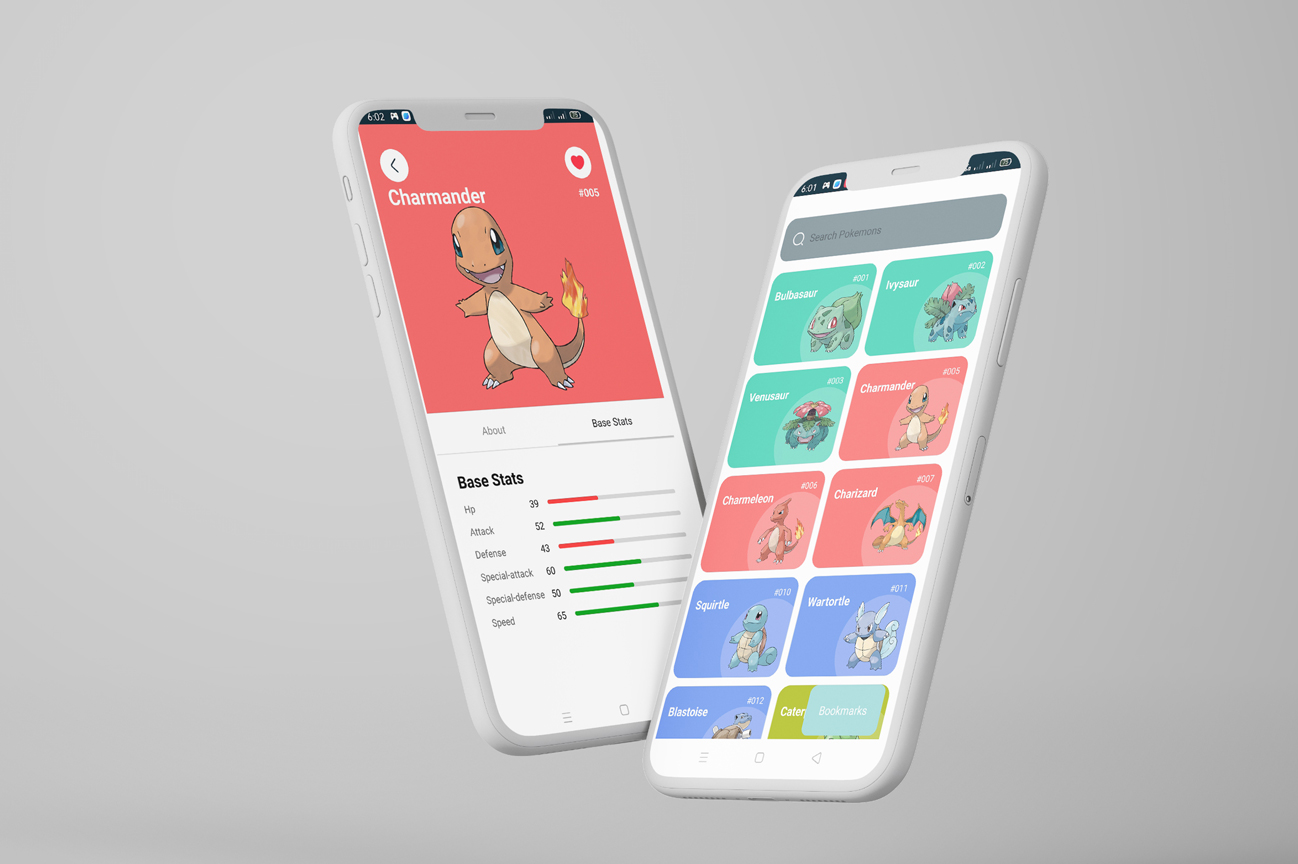 6:02
Charmander
#005
About
Base Stats
Base Stats
Hp 39
Attack 52
Defense 43
Special-attack 60
Special-defense 50
Speed 65
6:01
Search Pokemons
Bulbasaur #001
Ivysaur #002
Venusaur #003
Charmander #005
Charmeleon #006
Charizard #007
Squirtle #010
Wartortle #011
Blastoise #012
Cater
Bookmarks